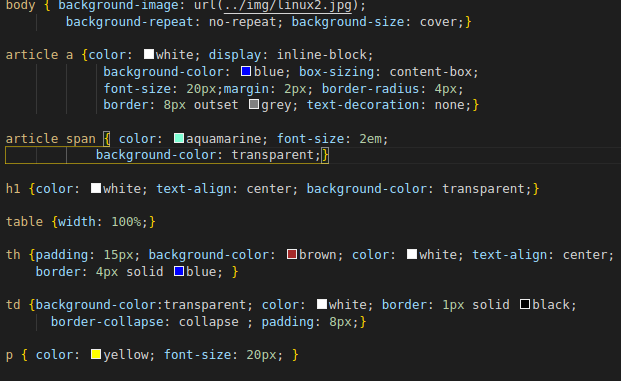 body { background-image: url(../img/linux2.jpg);
background-repeat: no-repeat; background-size: cover;}
article a {color: white; display: inline-block;
background-color: blue; box-sizing: content-box;
font-size: 20px;margin: 2px; border-radius: 4px;
border: 8px outset grey; text-decoration: none;}
article span { color: aquamarine; font-size: 2em;
background-color: transparent;}
h1 {color: white; text-align: center; background-color: transparent;}
table {width: 100%;}
th {padding: 15px; background-color: brown; color: white; text-align: center;
border: 4px solid blue; }
td {background-color:transparent; color: white; border: 1px solid black;
border-collapse: collapse ; padding: 8px;}
p { color: yellow; font-size: 20px; }